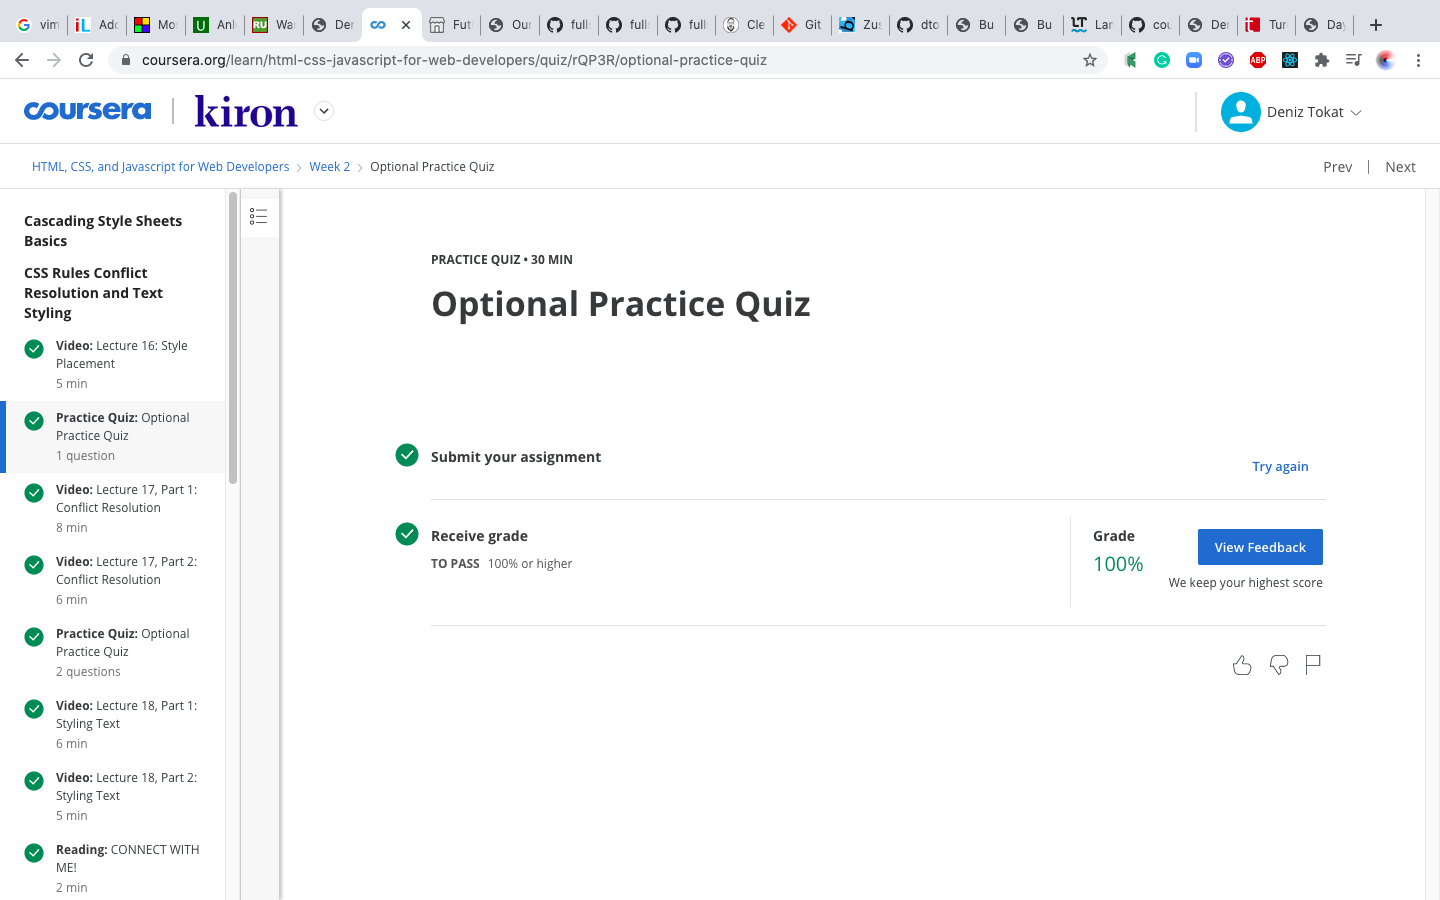 vim
Adc
Mos
Anl
War
Der
Fut
Our
fulls
fulls
fulls
Cle
Git
Zus
dto
Bu
Bu
Lar
cou
Der
Tur
Day
coursera.org/learn/html-css-javascript-for-web-developers/quiz/rQP3R/optional-practice-quiz
coursera | kiron
Deniz Tokat
HTML, CSS, and Javascript for Web Developers
Week 2
Optional Practice Quiz
Prev | Next
Cascading Style Sheets
Basics
CSS Rules Conflict
Resolution and Text
Styling
Video: Lecture 16: Style
Placement
5 min
Practice Quiz: Optional
Practice Quiz
1 question
Video: Lecture 17, Part 1:
Conflict Resolution
8 min
Video: Lecture 17, Part 2:
Conflict Resolution
6 min
Practice Quiz: Optional
Practice Quiz
2 questions
Video: Lecture 18, Part 1:
Styling Text
6 min
Video: Lecture 18, Part 2:
Styling Text
5 min
Reading: CONNECT WITH
ME!
2 min
PRACTICE QUIZ • 30 MIN
Optional Practice Quiz
Submit your assignment
Try again
Receive grade
TO PASS 100% or higher
Grade
100%
View Feedback
We keep your highest score